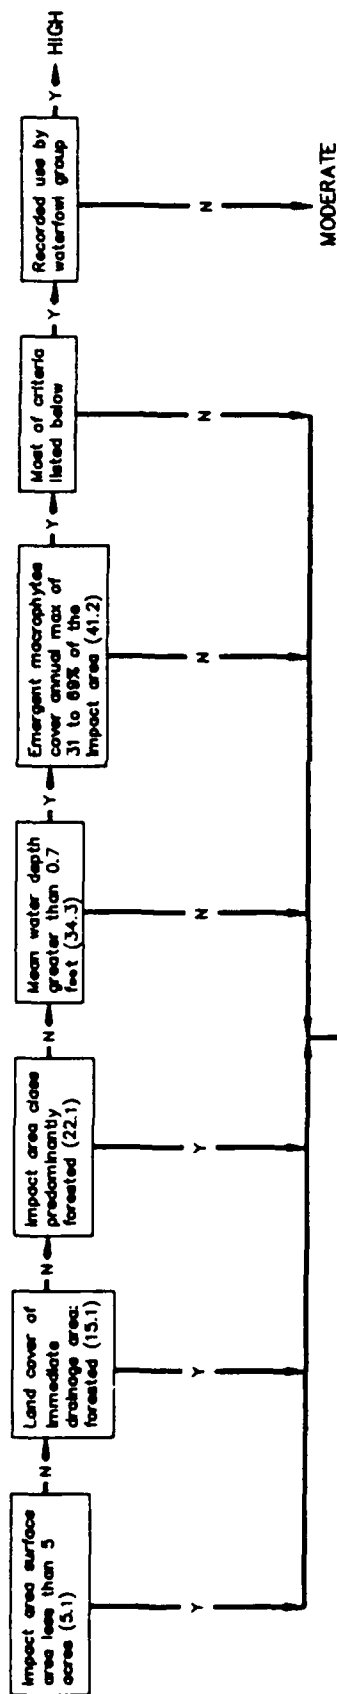 Impact area surface
area less than 5
acres (5.1)
Y
N
Land cover of
immediate
drainage area:
forested (15.1)
Y
N
Impact area class
predominantly
forested (22.1)
Y
N
Mean water depth
greater than 0.7
feet (34.3)
N
Y
Emergent macrophytes
cover annual max of
31 to 69% of the
impact area (41.2)
N
Y
Most of criteria
listed below
N
Y
Recorded use by
waterfowl group
N
MODERATE
Y
HIGH